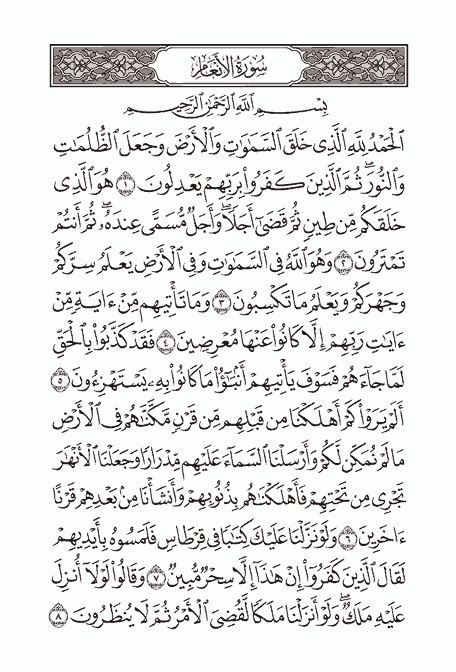 سُورَةُ الأَنْعَامِ
بِسْمِ ٱللَّهِ ٱلرَّحْمَٰنِ ٱلرَّحِيمِ
ٱلْحَمْدُ لِلَّهِ ٱلَّذِى خَلَقَ ٱلسَّمَٰوَٰتِ وَٱلْأَرْضَ وَجَعَلَ ٱلظُّلُمَٰتِ
وَٱلنُّورَۖ ثُمَّ ٱلَّذِينَ كَفَرُوا۟ بِرَبِّهِمْ يَعْدِلُونَ ١ هُوَ ٱلَّذِى
خَلَقَكُم مِّن طِينٍ ثُمَّ قَضَىٰٓ أَجَلًاۖ وَأَجَلٌ مُّسَمًّى عِندَهُۥۖ ثُمَّ أَنتُمْ
تَمْتَرُونَ ٢ وَهُوَ ٱللَّهُ فِى ٱلسَّمَٰوَٰتِ وَفِى ٱلْأَرْضِ يَعْلَمُ سِرَّكُمْ
وَجَهْرَكُمْ وَيَعْلَمُ مَا تَكْسِبُونَ ٣ وَمَا تَأْتِيهِم مِّنْ ءَايَةٍ مِّنْ
ءَايَٰتِ رَبِّهِمْ إِلَّا كَانُوا۟ عَنْهَا مُعْرِضِينَ ٤ فَقَدْ كَذَّبُوا۟ بِٱلْحَقِّ
لَمَّا جَآءَهُمْ فَسَوْفَ يَأْتِيهِمْ أَنۢبَٰٓؤُا۟ مَا كَانُوا۟ بِهِۦ يَسْتَهْزِءُونَ ٥
أَلَمْ يَرَوْا۟ كَمْ أَهْلَكْنَا مِن قَبْلِهِم مِّن قَرْنٍ مَّكَّنَّٰهُمْ فِى ٱلْأَرْضِ
مَا لَمْ نُمَكِّن لَّكُمْ وَأَرْسَلْنَا ٱلسَّمَآءَ عَلَيْهِم مِّدْرَارًا وَجَعَلْنَا ٱلْأَنْهَٰرَ
تَجْرِى مِن تَحْتِهِمْ فَأَهْلَكْنَٰهُم بِذُنُوبِهِمْ وَأَنشَأْنَا مِنۢ بَعْدِهِمْ قَرْنًا
ءَاخَرِينَ ٦ وَلَوْ نَزَّلْنَا عَلَيْكَ كِتَٰبًا فِى قِرْطَاسٍ فَلَمَسُوهُ بِأَيْدِيهِمْ
لَقَالَ ٱلَّذِينَ كَفَرُوٓا۟ إِنْ هَٰذَآ إِلَّا سِحْرٌ مُّبِينٌ ٧ وَقَالُوا۟ لَوْلَآ أُنزِلَ
عَلَيْهِ مَلَكٌۖ وَلَوْ أَنزَلْنَا مَلَكًا لَّقُضِىَ ٱلْأَمْرُ ثُمَّ لَا يُنظَرُونَ ٨